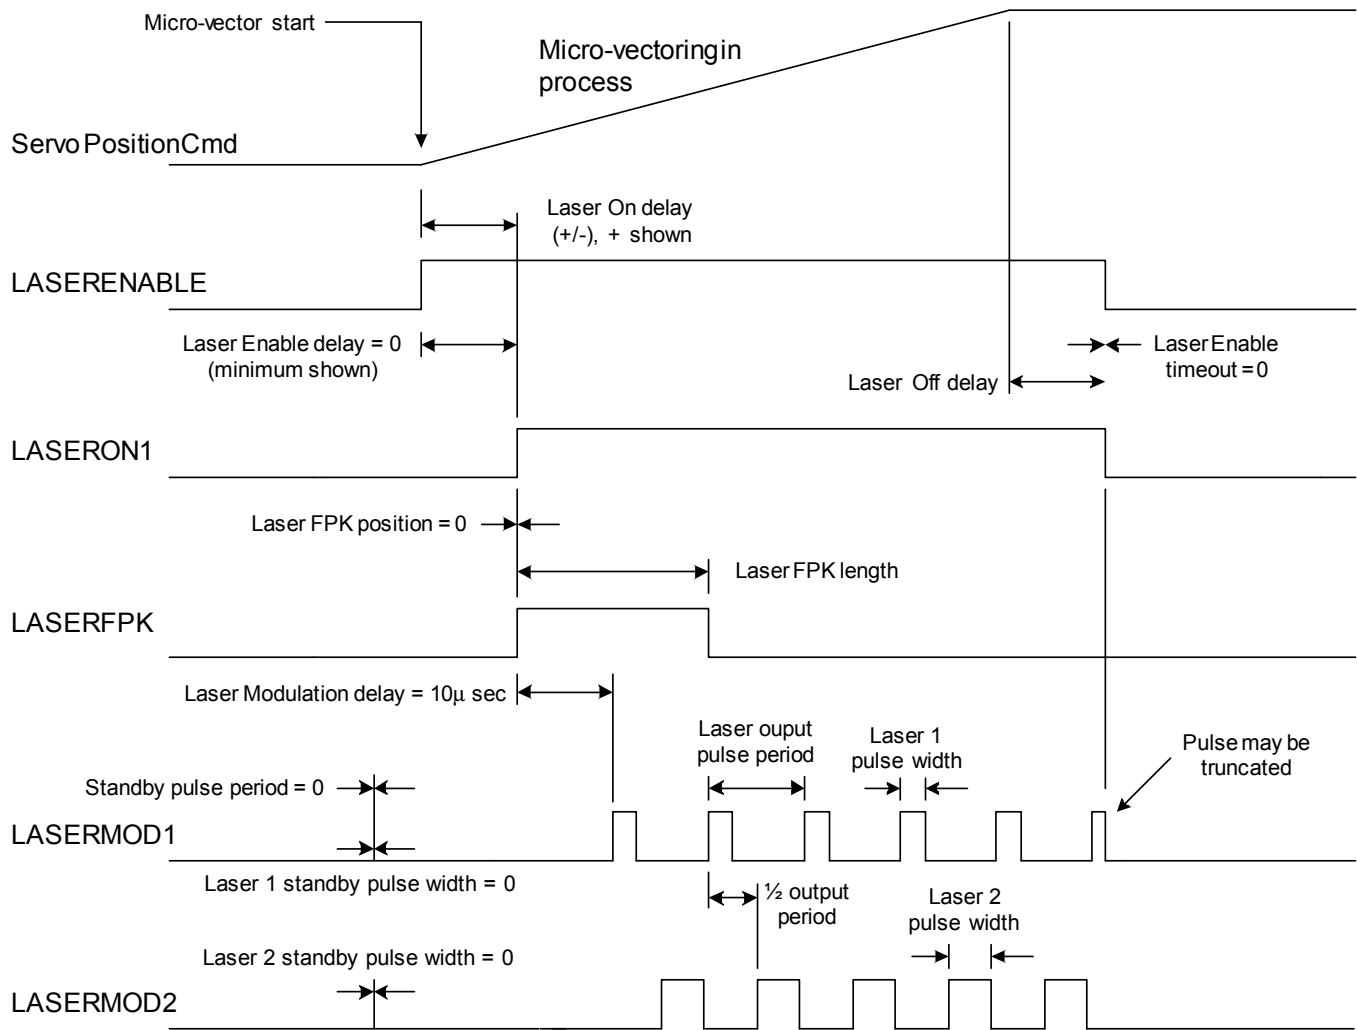 Micro-vector start
Micro-vectoring in
process
Servo Position Cmd
Laser On delay
(+/-), + shown
LASERENABLE
Laser Enable delay = 0
(minimum shown)
Laser Enable
timeout = 0
Laser Off delay
LASERON1
Laser FPK position = 0
Laser FPK length
LASERFPK
Laser Modulation delay = 10μ sec
Laser ouput
pulse period
Laser 1
pulse width
Pulse may be
truncated
Standby pulse period = 0
LASERMOD1
Laser 1 standby pulse width = 0
½ output
period
Laser 2
pulse width
Laser 2 standby pulse width = 0
LASERMOD2